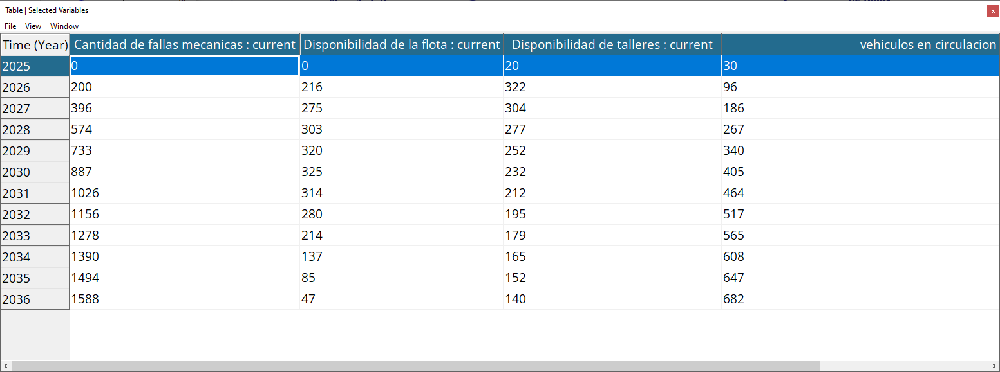 Table | Selected Variables
x
File View Window
Time (Year) Cantidad de fallas mecanicas : current Disponibilidad de la flota : current Disponibilidad de talleres : current vehiculos en circulacion
2025 0 0 20 30
2026 200 216 322 96
2027 396 275 304 186
2028 574 303 277 267
2029 733 320 252 340
2030 887 325 232 405
2031 1026 314 212 464
2032 1156 280 195 517
2033 1278 214 179 565
2034 1390 137 165 608
2035 1494 85 152 647
2036 1588 47 140 682